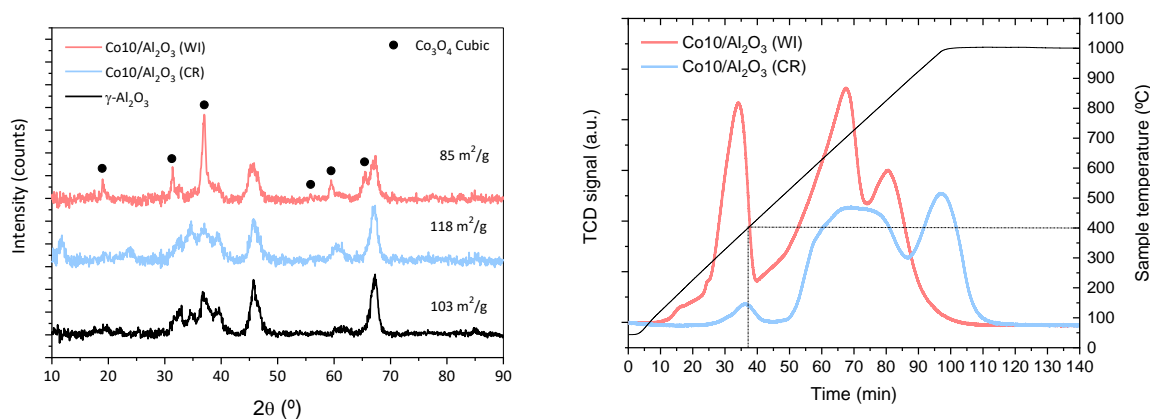 Co10/Al2O3 (WI)
Co10/Al2O3 (CR)
γ-Al2O3
● Co3O4 Cubic
85 m²/g
118 m²/g
103 m²/g
Intensity (counts)
10 20 30 40 50 60 70 80 90
2θ (º)
Co10/Al2O3 (WI)
Co10/Al2O3 (CR)
TCD signal (a.u.)
1100
1000
900
800
700
600
500
400
300
200
100
0
Sample temperature (ºC)
0 10 20 30 40 50 60 70 80 90 100 110 120 130 140
Time (min)